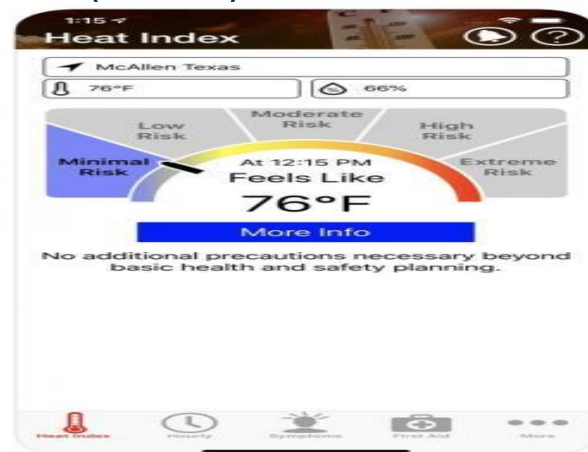 1:15
Heat Index
?
McAllen Texas
76°F
66%
Minimal Risk
Low Risk
Moderate Risk
High Risk
Extreme Risk
At 12:15 PM
Feels Like
76°F
More Info
No additional precautions necessary beyond
basic health and safety planning.
Heat Index
Hourly
Symptoms
First Aid
More